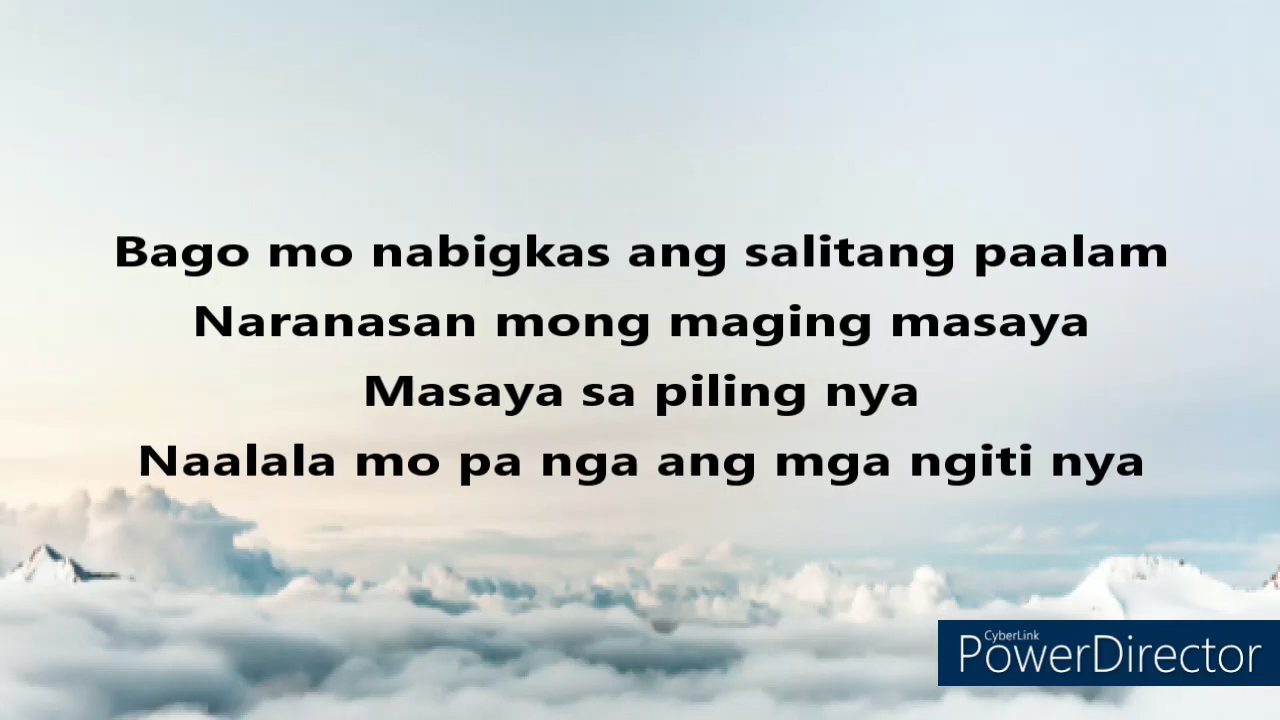 Bago mo nabigkas ang salitang paalam
Naranasan mong maging masaya
Masaya sa piling nya
Naalala mo pa nga ang mga ngiti nya
CyberLink
PowerDirector